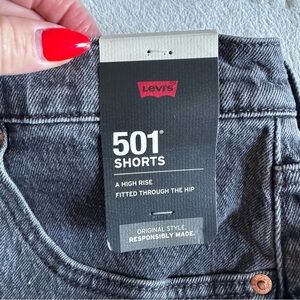 Levi's
501®
SHORTS
A HIGH RISE
FITTED THROUGH THE HIP
ORIGINAL STYLE.
RESPONSIBLY MADE.